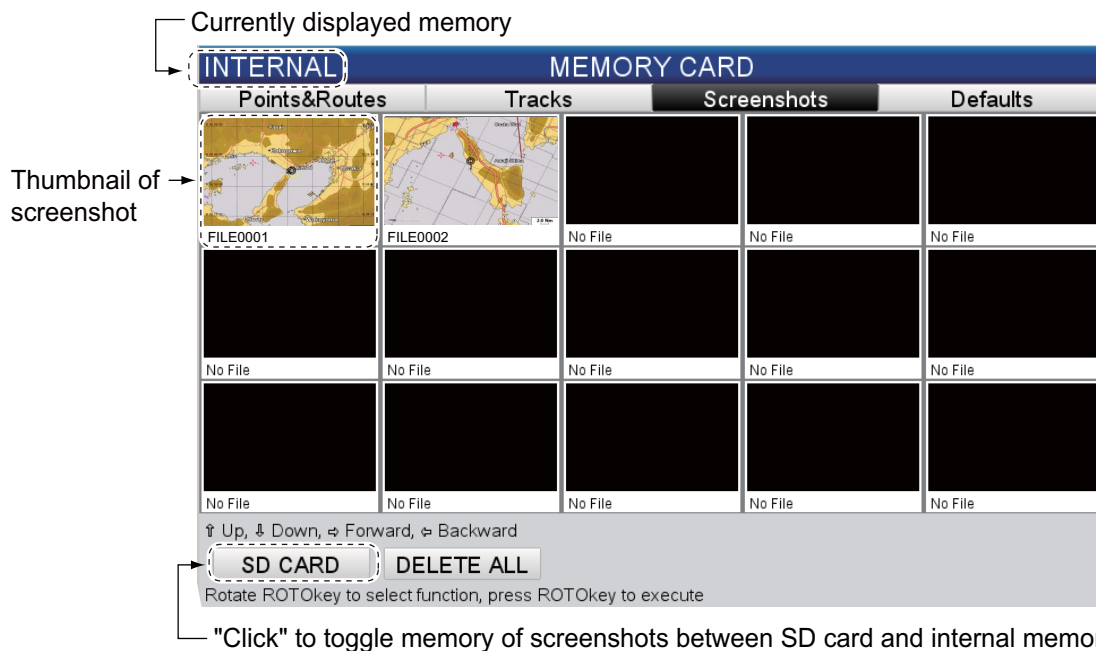 Currently displayed memory
INTERNAL MEMORY CARD
Points&Routes Tracks Screenshots Defaults
Thumbnail of
screenshot
2.0 Nm
FILE0001 FILE0002 No File No File No File
No File No File No File No File No File
No File No File No File No File No File
⇧ Up, ⇩ Down, ⇨ Forward, ⇦ Backward
SD CARD DELETE ALL
Rotate ROTOkey to select function, press ROTOkey to execute
"Click" to toggle memory of screenshots between SD card and internal memor